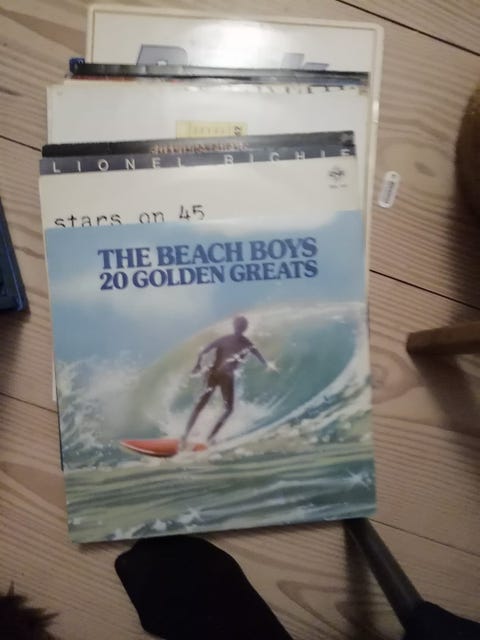 LIONEL RICHIE
stars on 45
THE BEACH BOYS
20 GOLDEN GREATS